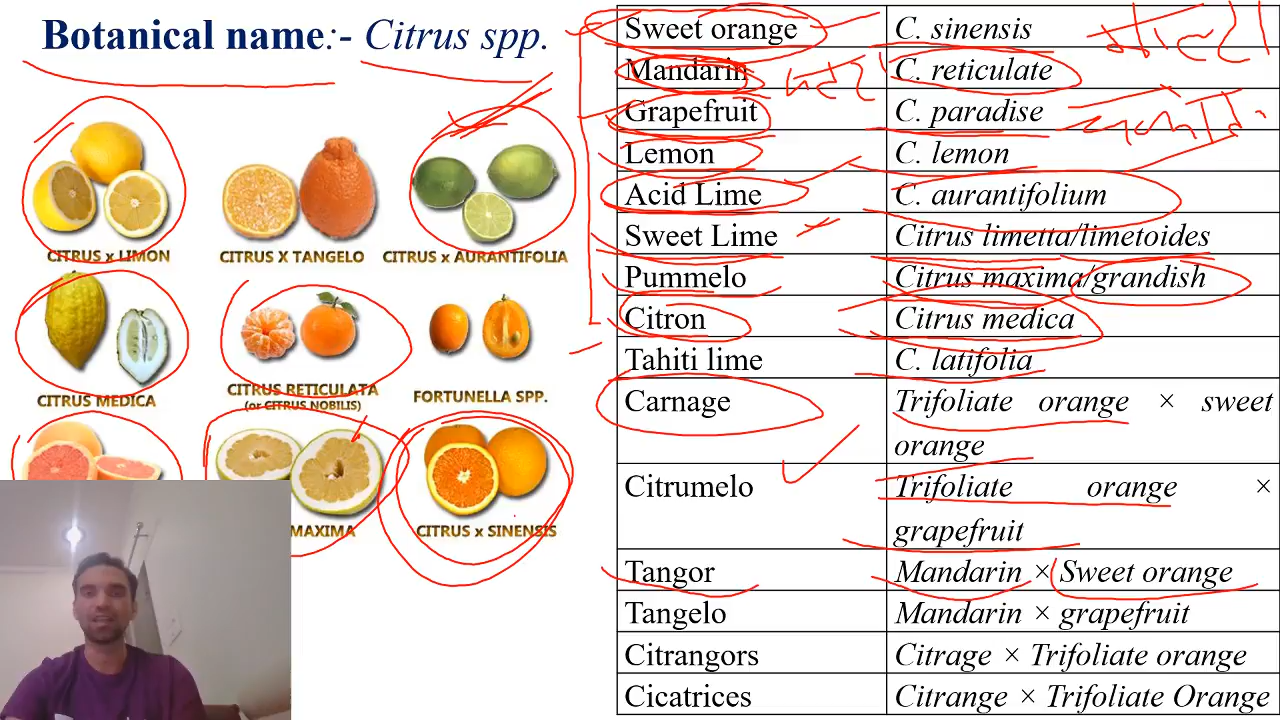 Botanical name:- Citrus spp.
CITRUS x LIMON
CITRUS X TANGELO
CITRUS x AURANTIFOLIA
CITRUS MEDICA
CITRUS RETICULATA
(or CITRUS NOBILIS)
FORTUNELLA SPP.
MAXIMA
CITRUS x SINENSIS
Sweet orange C. sinensis
Mandarin C. reticulate
Grapefruit C. paradise
Lemon C. lemon
Acid Lime C. aurantifolium
Sweet Lime Citrus limetta/limetoides
Pummelo Citrus maxima/grandish
Citron Citrus medica
Tahiti lime C. latifolia
Carnage Trifoliate orange × sweet
orange
Citrumelo Trifoliate orange ×
grapefruit
Tangor Mandarin × Sweet orange
Tangelo Mandarin × grapefruit
Citrangors Citrage × Trifoliate orange
Cicatrices Citrange × Trifoliate Orange